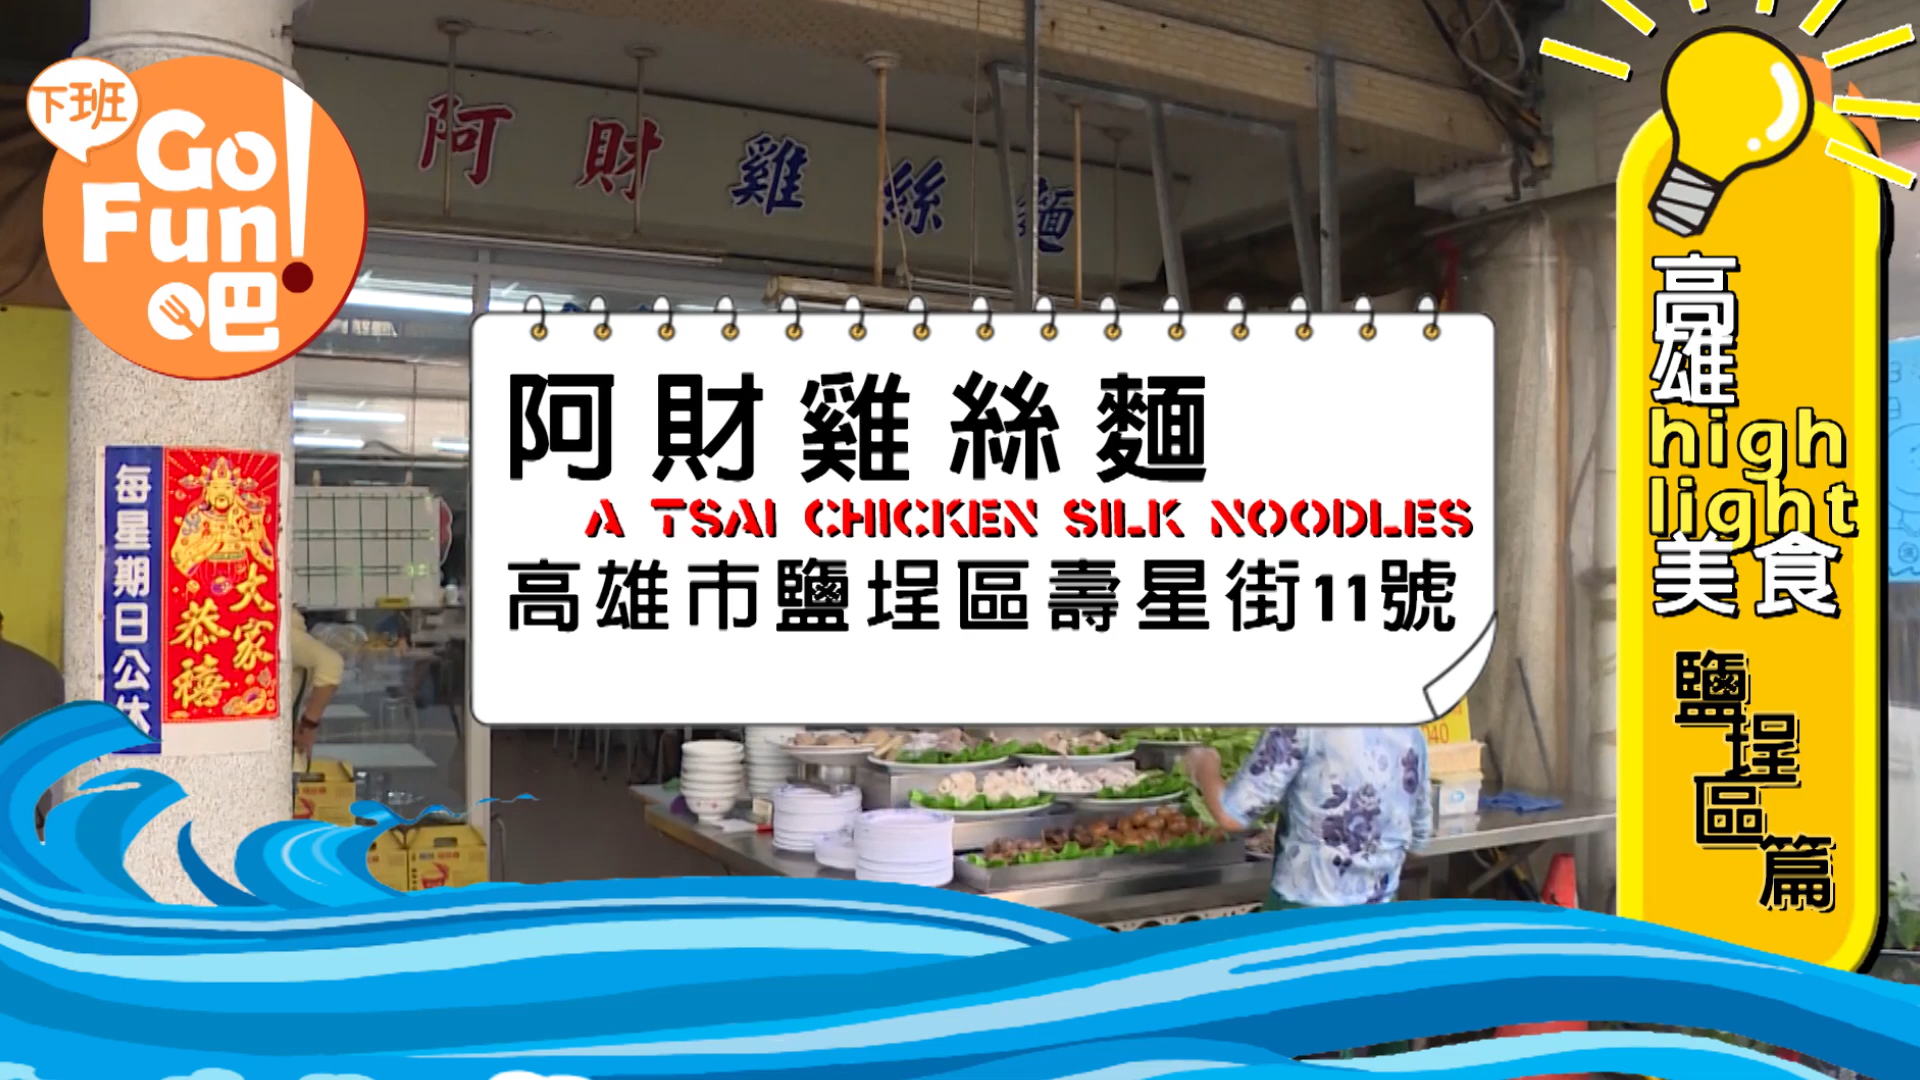 下班
Go
Fun!
吧
阿財雞絲麵
阿財雞絲麵
A TSAI CHICKEN SILK NOODLES
高雄市鹽埕區壽星街11號
每星期日公休
大家
恭禧
高雄
high
light
美食
鹽埕區篇